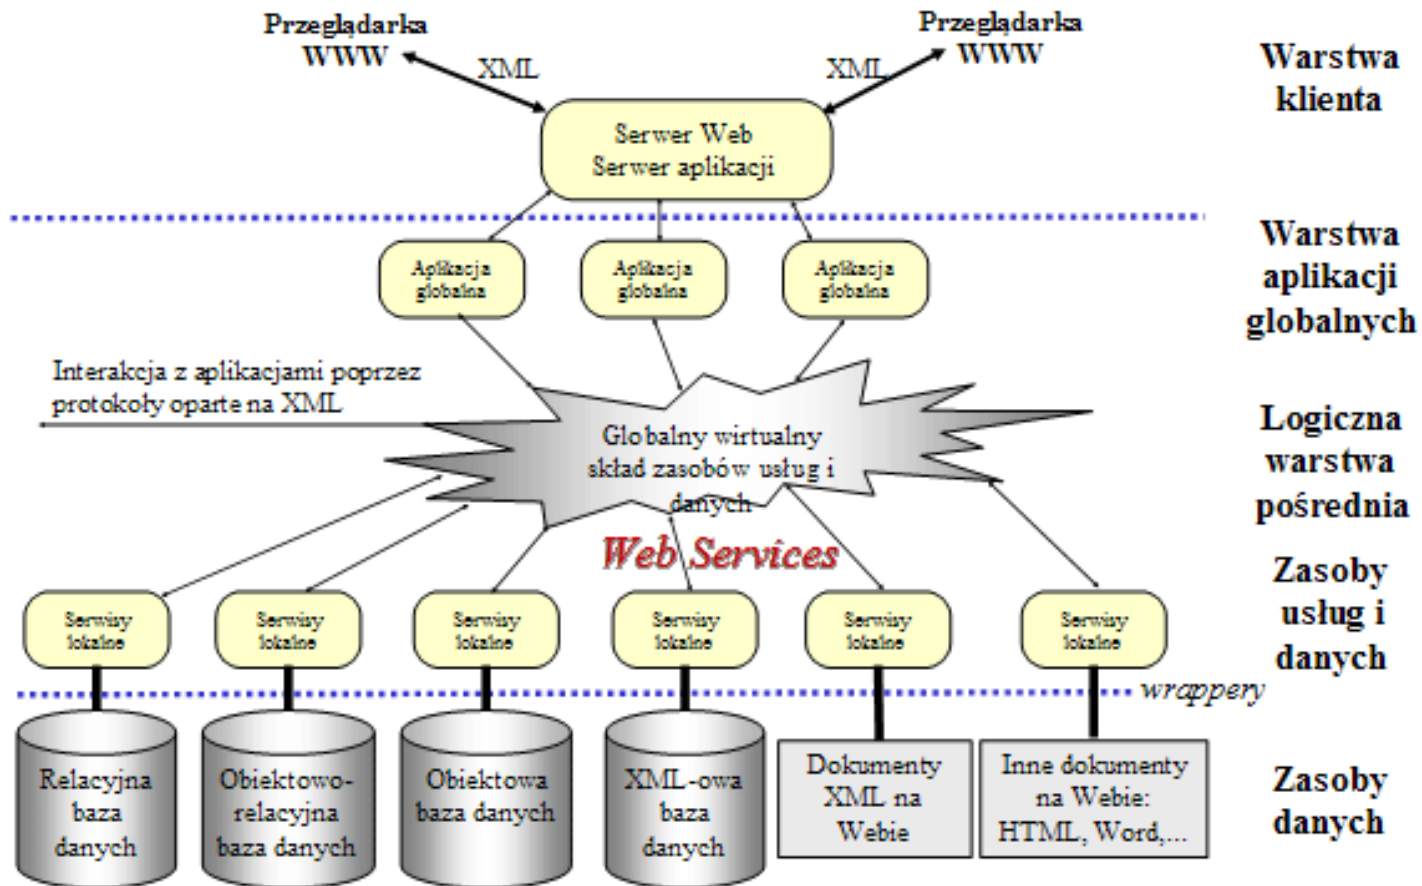 Przeglądarka
WWW
Przeglądarka
WWW
XML
XML
Warstwa
klienta
Serwer Web
Serwer aplikacji
Warstwa
aplikacji
globalnych
Aplikacja
globalna
Aplikacja
globalna
Aplikacja
globalna
Interakcja z aplikacjami poprzez
protokoły oparte na XML
Globalny wirtualny
skład zasobów usług i
danych
Logiczna
warstwa
pośrednia
Web Services
Zasoby
usług i
danych
Serwisy
lokalne
Serwisy
lokalne
Serwisy
lokalne
Serwisy
lokalne
Serwisy
lokalne
Serwisy
lokalne
wrappery
Relacyjna
baza
danych
Obiektowo-
relacyjna
baza danych
Obiektowa
baza danych
XML-owa
baza
danych
Dokumenty
XML na
Webie
Inne dokumenty
na Webie:
HTML, Word,...
Zasoby
danych